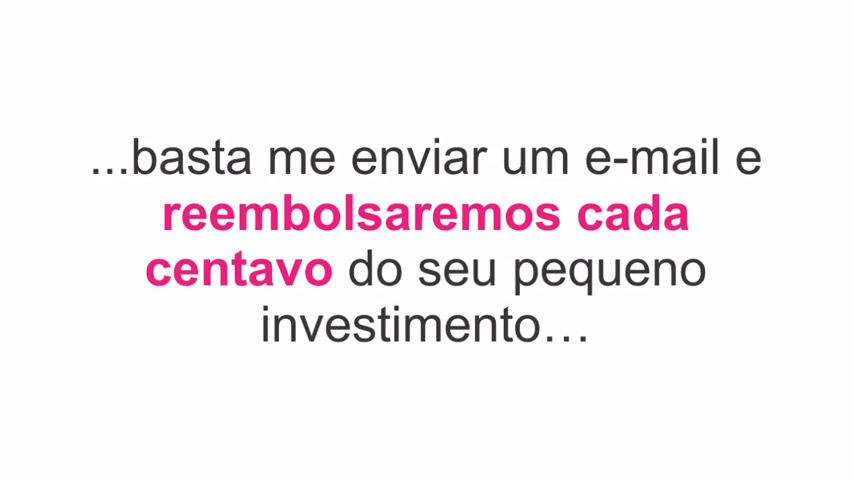 ...basta me enviar um e-mail e
reembolsaremos cada
centavo do seu pequeno
investimento…